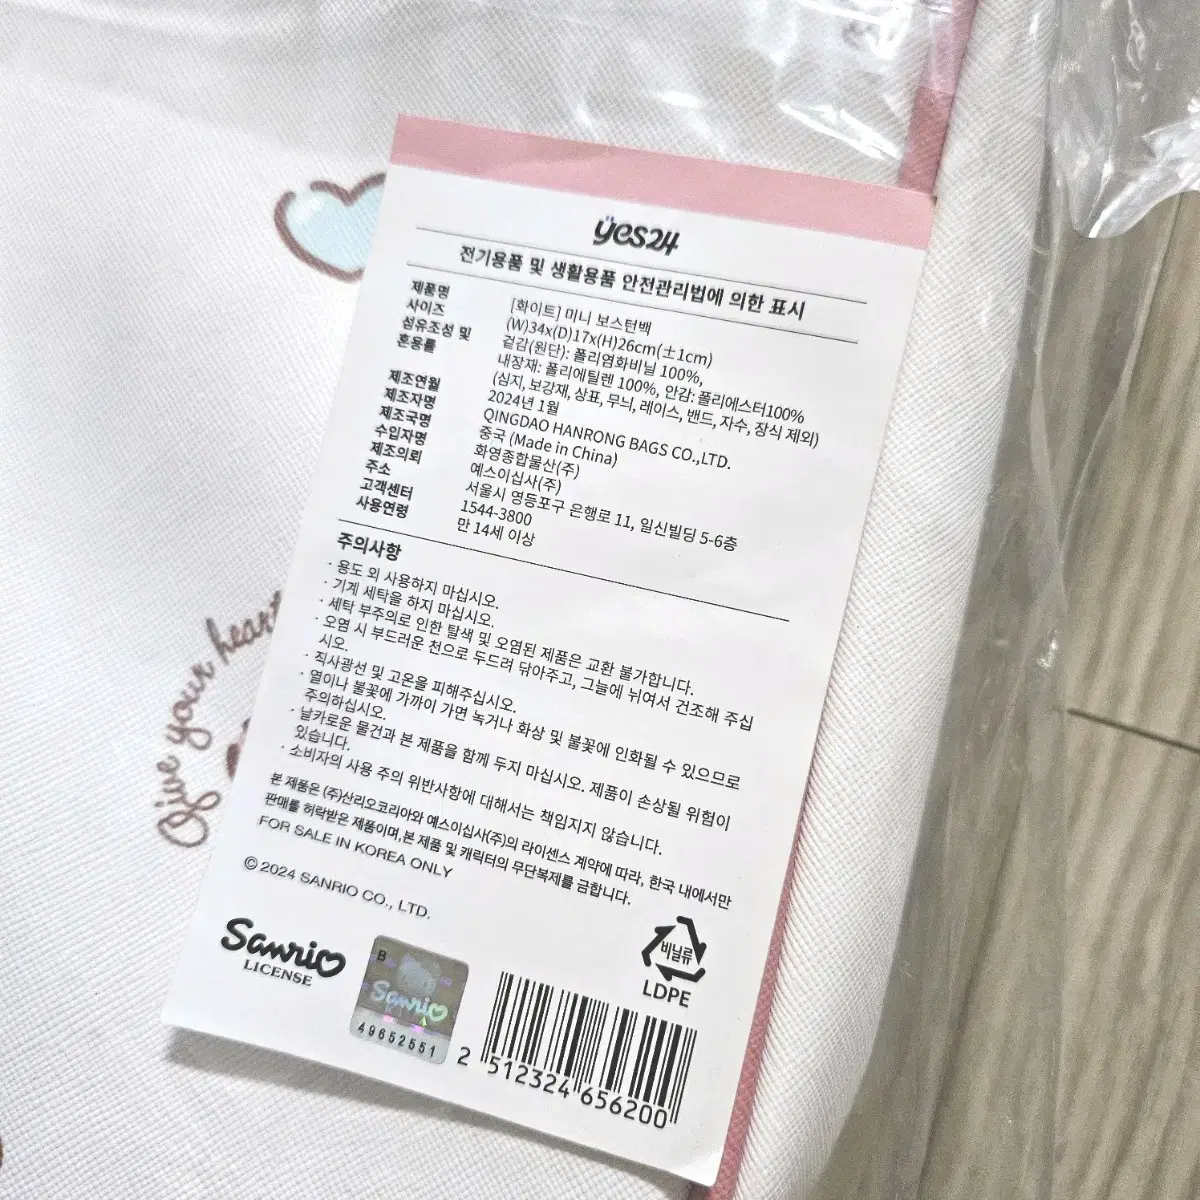 yes24
전기용품 및 생활용품 안전관리법에 의한 표시
제품명 [화이트] 미니 보스턴백
사이즈 (W)34x(D)17x(H)26cm(±1cm)
섬유조성 및 겉감(원단): 폴리염화비닐 100%,
혼용률 내장재: 폴리에틸렌 100%, 안감: 폴리에스터100%
(심지, 보강재, 상표, 무늬, 레이스, 밴드, 자수, 장식 제외)
제조연월 2024년 1월
제조자명 QINGDAO HANRONG BAGS CO.,LTD.
제조국명 중국 (Made in China)
수입자명 화영종합물산(주)
제조의뢰 예스이십사(주)
주소 서울시 영등포구 은행로 11, 일신빌딩 5-6층
고객센터 1544-3800
사용연령 만 14세 이상
주의사항
· 용도 외 사용하지 마십시오.
· 기계 세탁을 하지 마십시오.
· 세탁 부주의로 인한 탈색 및 오염된 제품은 교환 불가합니다.
· 오염 시 부드러운 천으로 두드려 닦아주고, 그늘에 뉘여서 건조해 주십
시오.
· 직사광선 및 고온을 피해주십시오.
· 열이나 불꽃에 가까이 가면 녹거나 화상 및 불꽃에 인화될 수 있으므로
주의하십시오.
· 날카로운 물건과 본 제품을 함께 두지 마십시오. 제품이 손상될 위험이
있습니다.
· 소비자의 사용 주의 위반사항에 대해서는 책임지지 않습니다.
본 제품은 (주)산리오코리아와 예스이십사(주)의 라이센스 계약에 따라, 한국 내에서만
판매를 허락받은 제품이며,본 제품 및 캐릭터의 무단복제를 금합니다.
FOR SALE IN KOREA ONLY
© 2024 SANRIO CO., LTD.
Sanrio
LICENSE
B
Sanrio
49652551
비닐류
LDPE
2 512324 656200
Give your hear